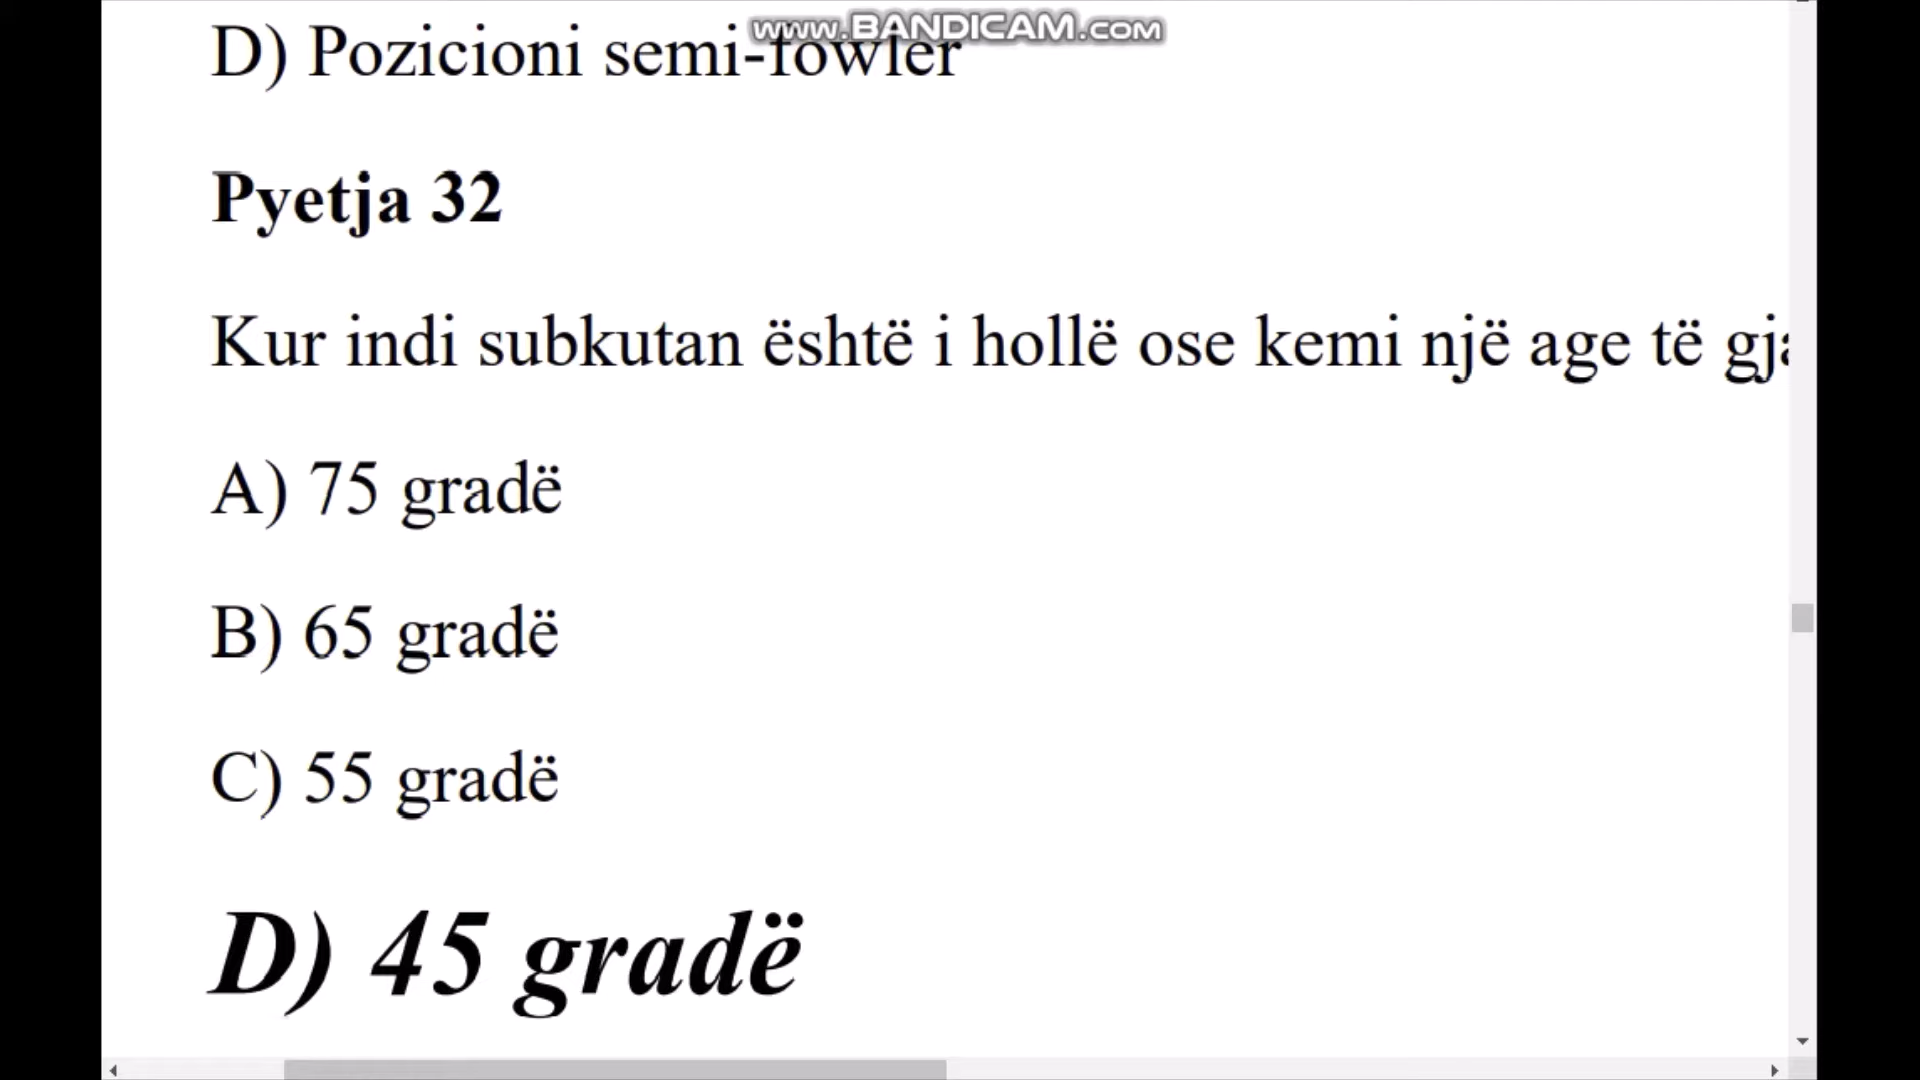 www.BANDICAM.com
D) Pozicioni semi-fowler
Pyetja 32
Kur indi subkutan është i hollë ose kemi një age të
A) 75 gradë
B) 65 gradë
C) 55 gradë
D) 45 gradë